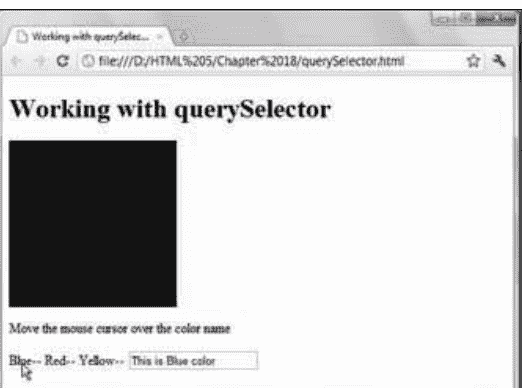 Working with querySelec...
file:///D:/HTML%205/Chapter%2018/querySelector.html
Working with querySelector
Move the mouse cursor over the color name
Blue-- Red-- Yellow-- This is Blue color